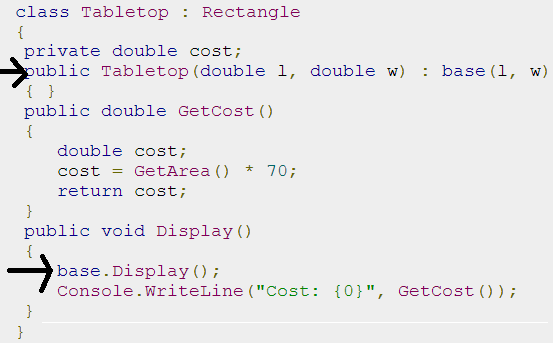 class Tabletop : Rectangle
{
private double cost;
public Tabletop(double l, double w) : base(l, w)
{ }
public double GetCost()
{
double cost;
cost = GetArea() * 70;
return cost;
}
public void Display()
{
base.Display();
Console.WriteLine("Cost: {0}", GetCost());
}
}